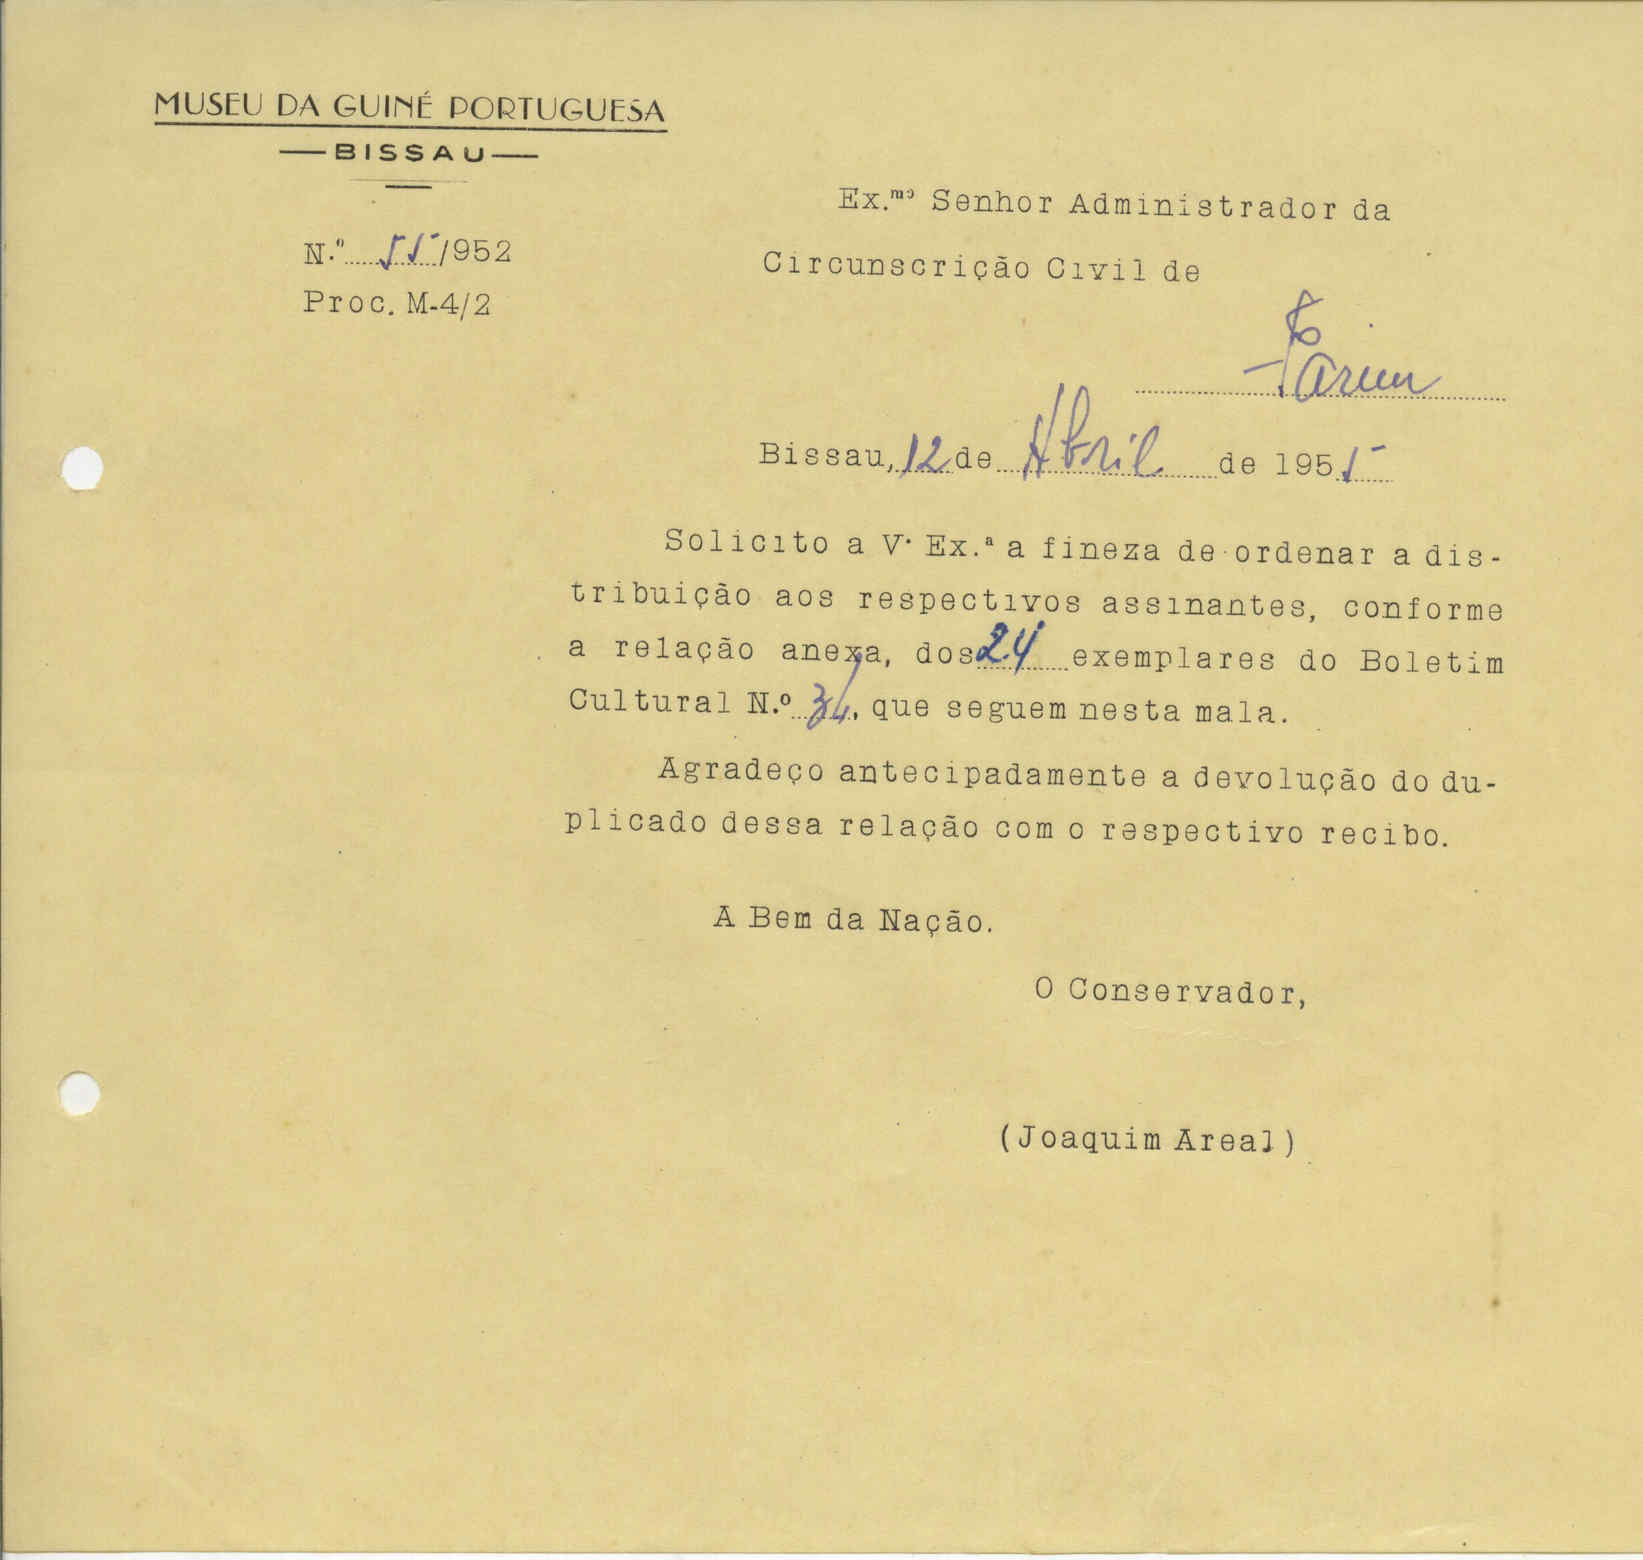 MUSEU DA GUINÉ PORTUGUESA
BISSAU
N.º 55/952
Proc. M-4/2
Ex.mo Senhor Administrador da
Circunscrição Civil de
Farim
Bissau, 12 de Abril de 1955
Solicito a V. Ex.ª a fineza de ordenar a dis-
tribuição aos respectivos assinantes, conforme
a relação anexa, dos 24 exemplares do Boletim
Cultural N.º 34, que seguem nesta mala.
Agradeço antecipadamente a devolução do du-
plicado dessa relação com o respectivo recibo.
A Bem da Nação.
O Conservador,
(Joaquim Areal)